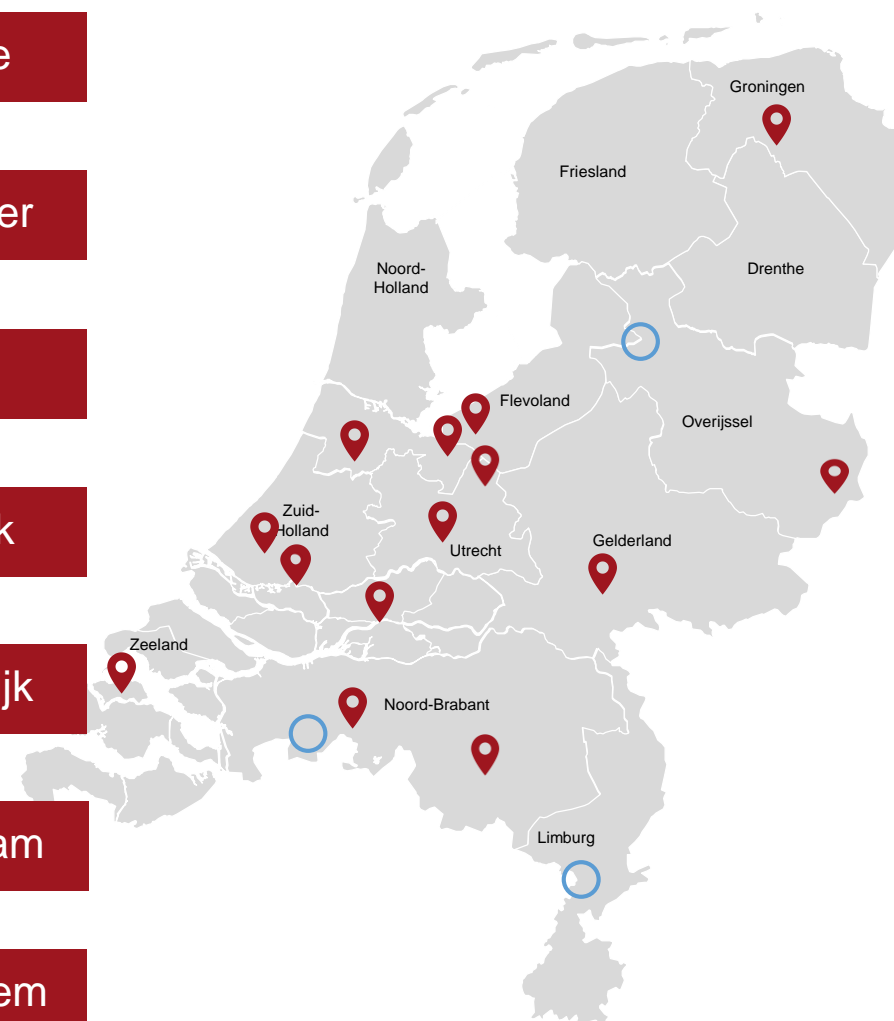 e
er
k
jk
am
em
Groningen
Friesland
Drenthe
Noord-
Holland
Flevoland
Overijssel
Zuid-
Holland
Utrecht
Gelderland
Zeeland
Noord-Brabant
Limburg